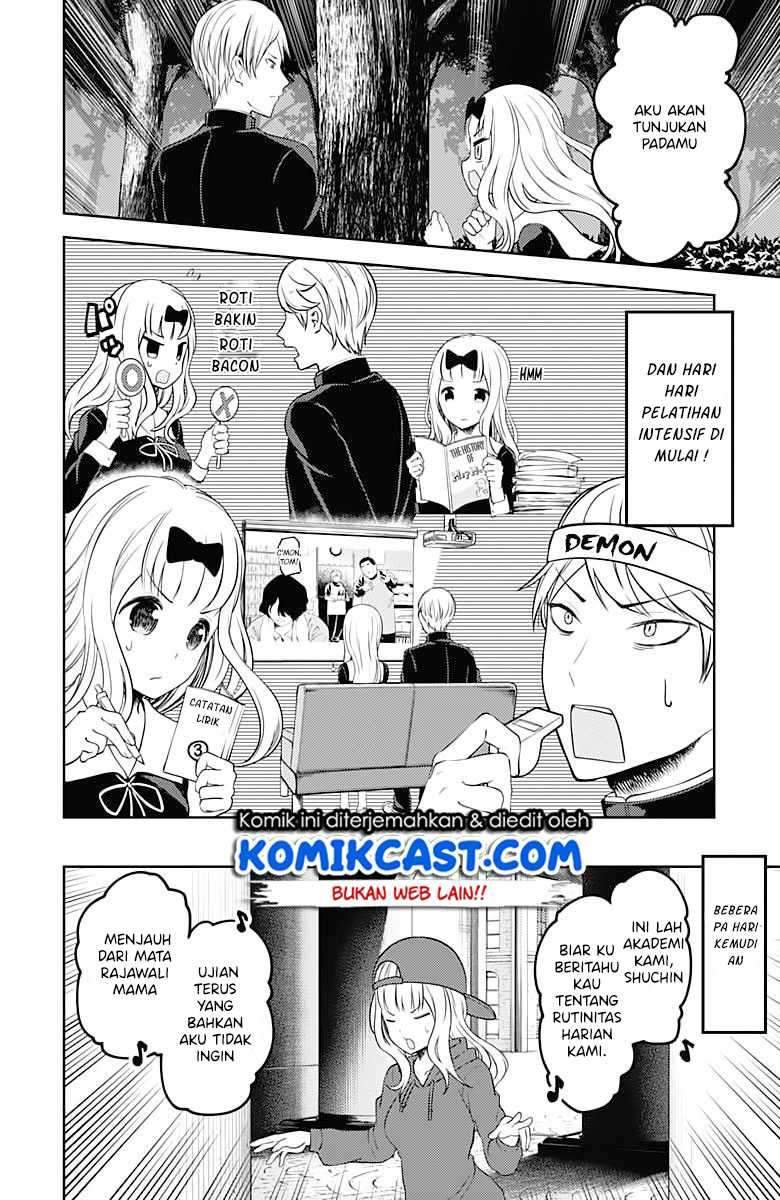 AKU AKAN
TUNJUKAN
PADAMU
DAN HARI
HARI
PELATIHAN
INTENSIF DI
MULAI !
HMM
THE HISTORY
OF
ROTI
BAKIN
ROTI
BACON
DEMON
C'MON,
TOM!
CATATAN
LIRIK
3
Komik ini diterjemahkan & diedit oleh
KOMIKCAST.COM
BUKAN WEB LAIN!!
BEBERA
PA HARI
KEMUDI
AN
INI LAH
AKADEMI
KAMI,
SHUCHIN
BIAR KU
BERITAHU
KAU
TENTANG
RUTINITAS
HARIAN
KAMI.
UJIAN
TERUS
YANG
BAHKAN
AKU TIDAK
INGIN
MENJAUH
DARI MATA
RAJAWALI
MAMA